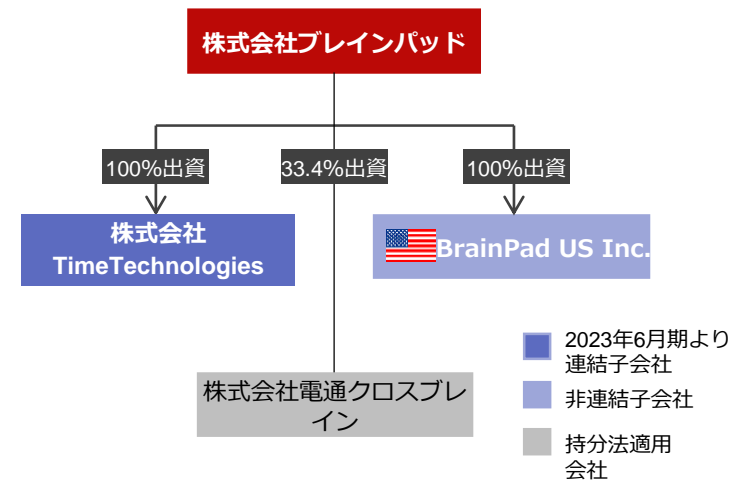 株式会社ブレインパッド
100%出資
33.4%出資
100%出資
株式会社
TimeTechnologies
BrainPad US Inc.
株式会社電通クロスブレ
イン
2023年6月期より
連結子会社
非連結子会社
持分法適用
会社